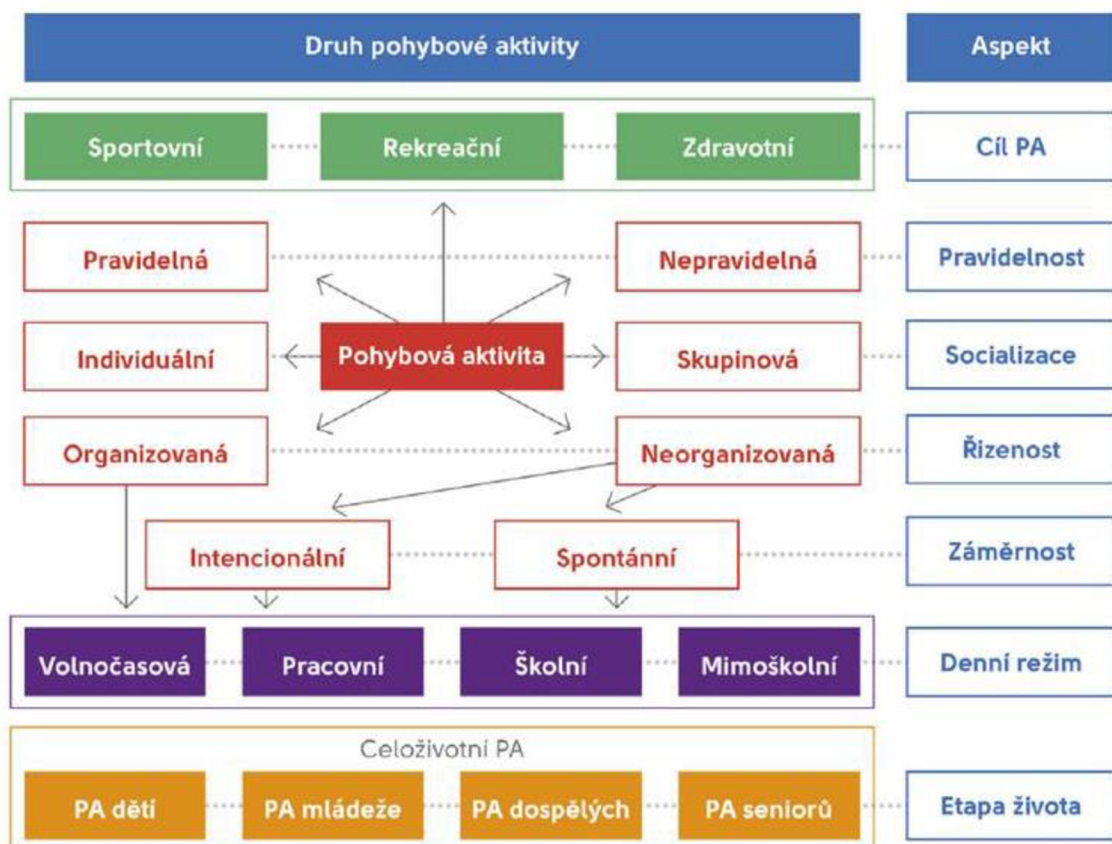 Druh pohybové aktivity
Aspekt
Sportovní
Rekreační
Zdravotní
Cíl PA
Pravidelná
Nepravidelná
Pravidelnost
Individuální
Pohybová aktivita
Skupinová
Socializace
Organizovaná
Neorganizovaná
Řizenost
Intencionální
Spontánní
Záměrnost
Volnočasová
Pracovní
Školní
Mimoškolní
Denní režim
Celoživotní PA
PA dětí
PA mládeže
PA dospělých
PA seniorů
Etapa života